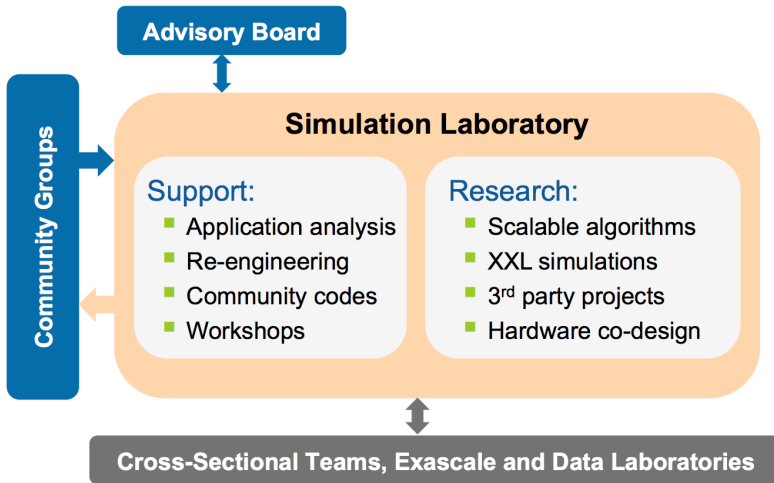 Advisory Board
Community Groups
Simulation Laboratory
Support:
Application analysis
Re-engineering
Community codes
Workshops
Research:
Scalable algorithms
XXL simulations
3rd party projects
Hardware co-design
Cross-Sectional Teams, Exascale and Data Laboratories